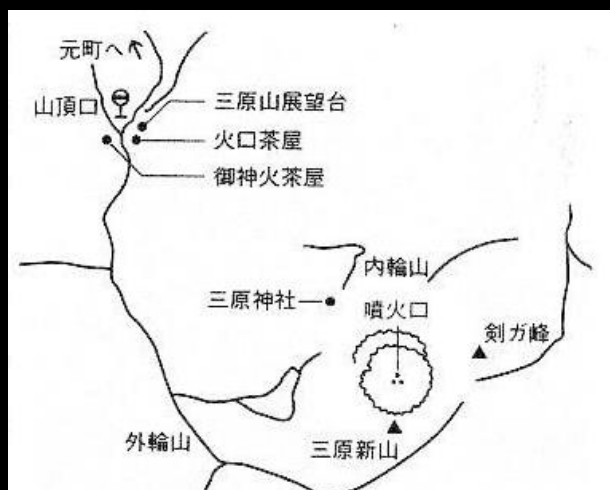 元町へ
山頂口
三原山展望台
火口茶屋
御神火茶屋
内輪山
三原神社
噴火口
剣ガ峰
外輪山
三原新山